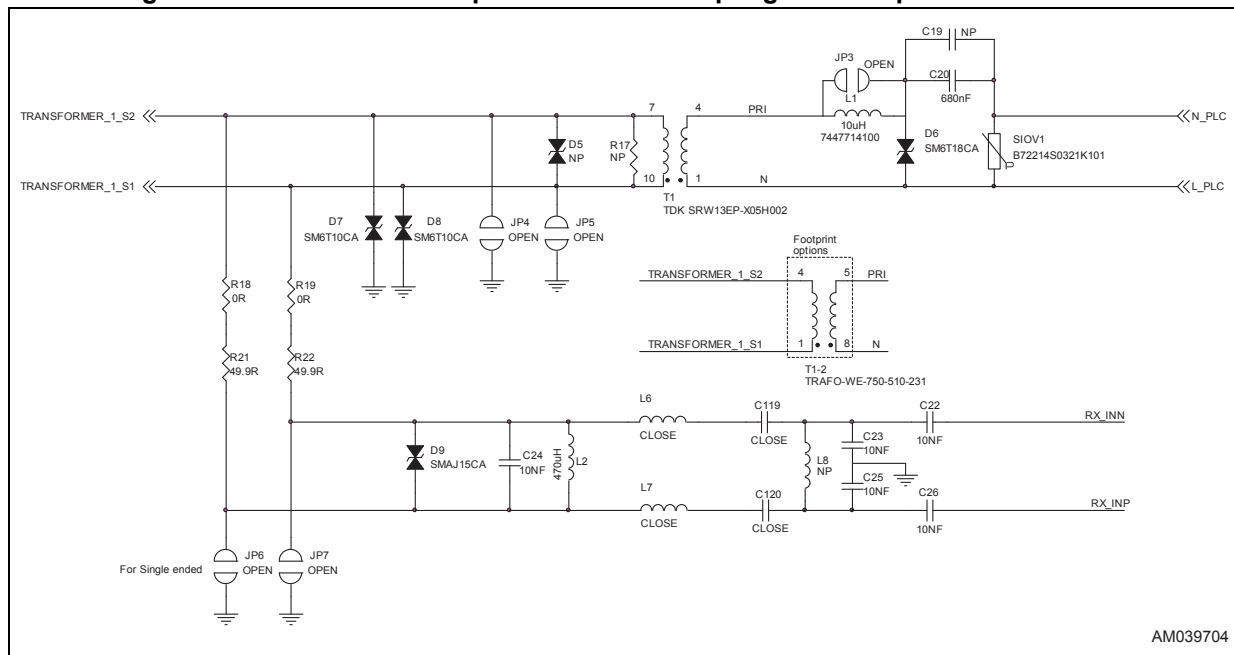 C19 NP
JP3
OPEN
C20
680nF
L1
10uH
7447714100
TRANSFORMER_1_S2
7
4
PRI
N_PLC
D5
NP
R17
NP
D6
SM6T18CA
SIOV1
B72214S0321K101
TRANSFORMER_1_S1
10
1
N
L_PLC
T1
TDK SRW13EP-X05H002
D7
SM6T10CA
D8
SM6T10CA
JP4
OPEN
JP5
OPEN
Footprint
options
TRANSFORMER_1_S2
4
5
PRI
R18
0R
R19
0R
TRANSFORMER_1_S1
1
8
N
R21
49.9R
R22
49.9R
T1-2
TRAFO-WE-750-510-231
L6
CLOSE
C119
CLOSE
C22
10NF
RX_INN
D9
SMAJ15CA
C24
10NF
470uH
L2
L8
NP
C23
10NF
C25
10NF
L7
CLOSE
C120
CLOSE
C26
10NF
RX_INP
For Single ended
JP6
OPEN
JP7
OPEN
AM039704